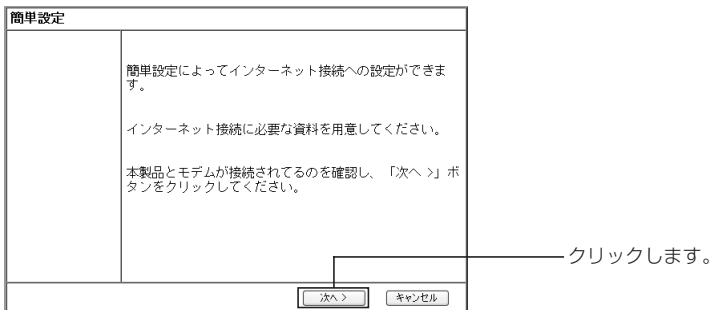 簡単設定
簡単設定によってインターネット接続への設定ができま
す。
インターネット接続に必要な資料を用意してください。
本製品とモデムが接続されてるのを確認し、「次へ >」ボ
タンをクリックしてください。
クリックします。
次へ >
キャンセル